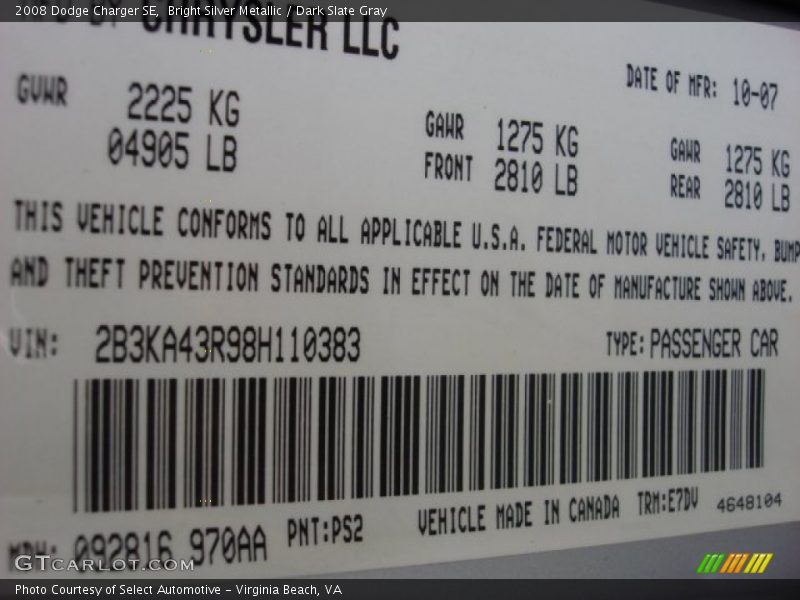 2008 Dodge Charger SE, Bright Silver Metallic / Dark Slate Gray
BY CHRYSLER LLC
DATE OF MFR: 10-07
GVWR 2225 KG
04905 LB
GAWR FRONT 1275 KG
2810 LB
GAWR REAR 1275 KG
2810 LB
THIS VEHICLE CONFORMS TO ALL APPLICABLE U.S.A. FEDERAL MOTOR VEHICLE SAFETY, BUMP
AND THEFT PREVENTION STANDARDS IN EFFECT ON THE DATE OF MANUFACTURE SHOWN ABOVE.
VIN: 2B3KA43R98H110383 TYPE: PASSENGER CAR
MDH: 092816 970AA PNT:PS2 VEHICLE MADE IN CANADA TRM:E7DV 4648104
GTCARLOT.COM
Photo Courtesy of Select Automotive - Virginia Beach, VA